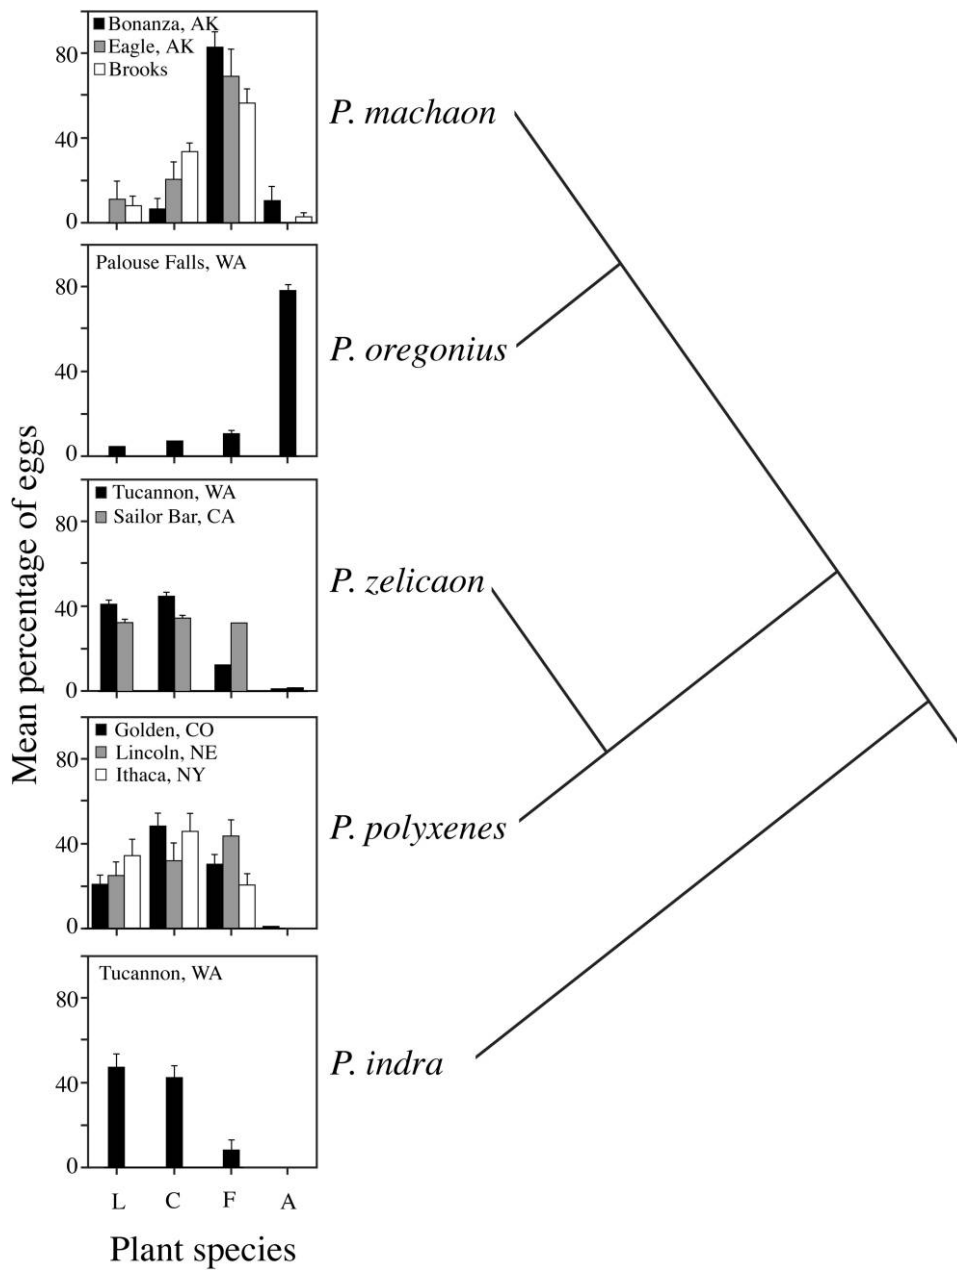 Bonanza, AK
Eagle, AK
Brooks
80
40
0
P. machaon
Palouse Falls, WA
80
40
0
P. oregonius
Tucannon, WA
Sailor Bar, CA
80
40
0
P. zelicaon
Golden, CO
Lincoln, NE
Ithaca, NY
80
40
0
P. polyxenes
Tucannon, WA
80
40
0
P. indra
Mean percentage of eggs
L C F A
Plant species